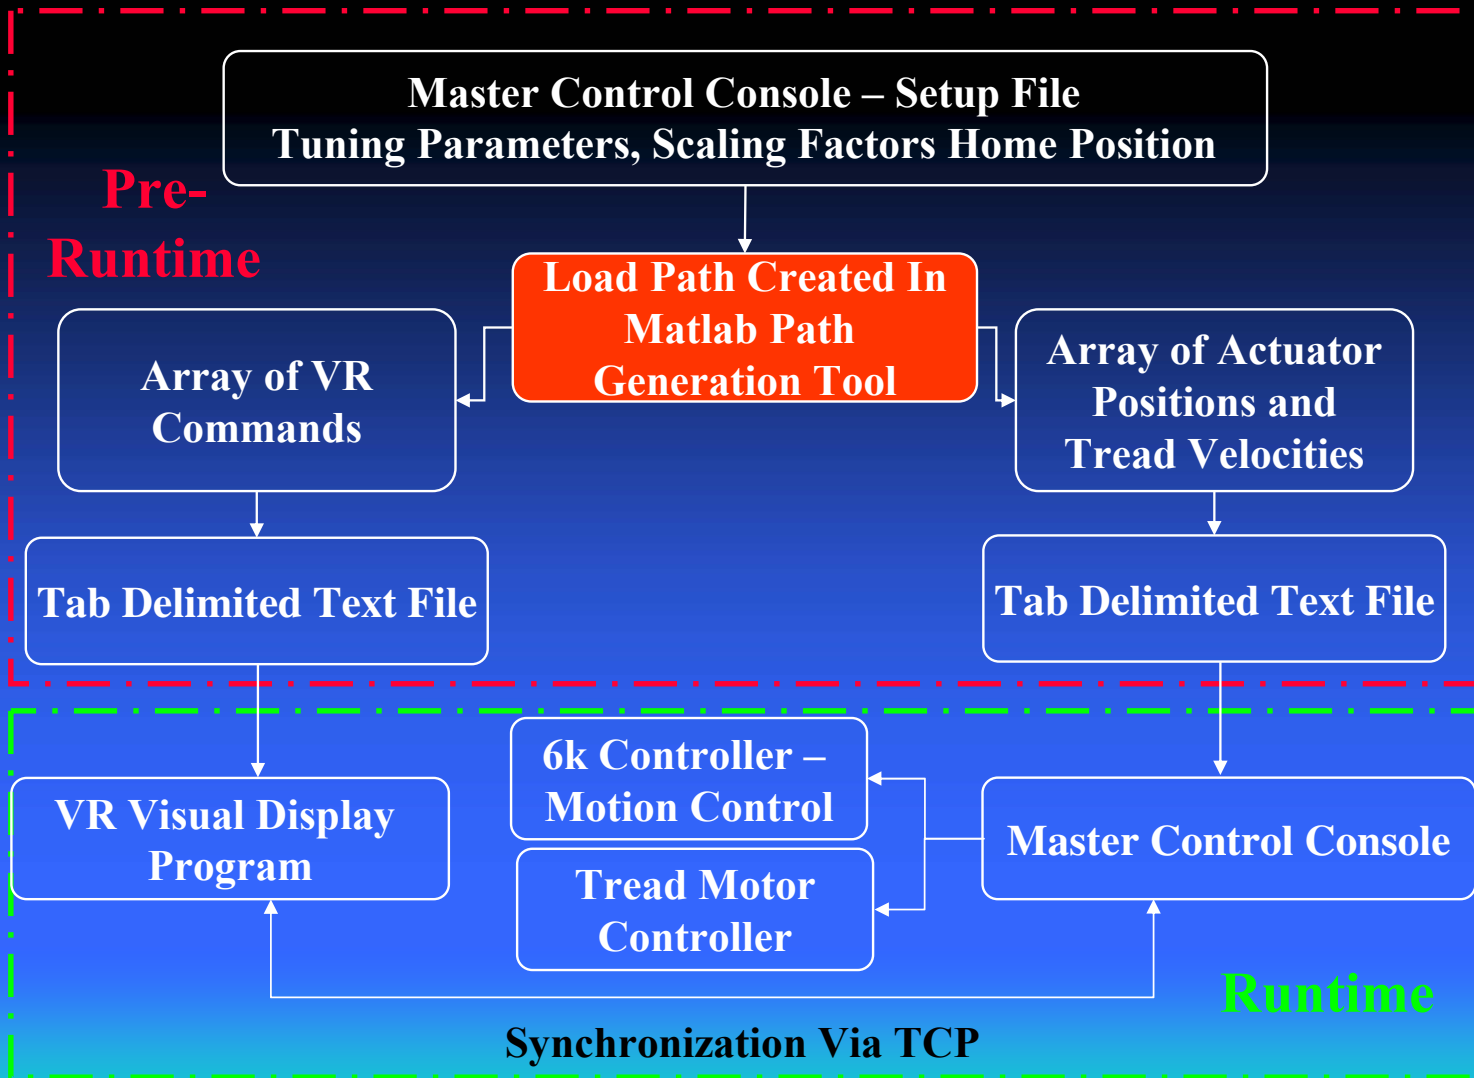 Master Control Console – Setup File
Tuning Parameters, Scaling Factors Home Position
Pre-
Runtime
Load Path Created In
Matlab Path
Generation Tool
Array of VR
Commands
Array of Actuator
Positions and
Tread Velocities
Tab Delimited Text File
Tab Delimited Text File
6k Controller –
Motion Control
VR Visual Display
Program
Master Control Console
Tread Motor
Controller
Runtime
Synchronization Via TCP